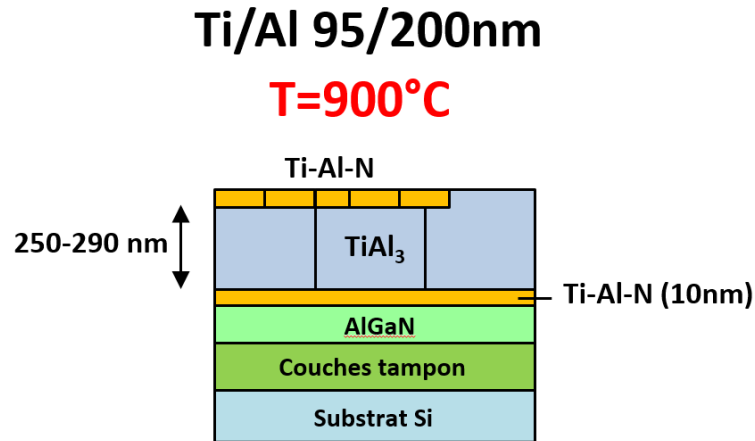 Ti/Al 95/200nm
T=900°C
Ti-Al-N
250-290 nm
TiAl₃
Ti-Al-N (10nm)
AlGaN
Couches tampon
Substrat Si